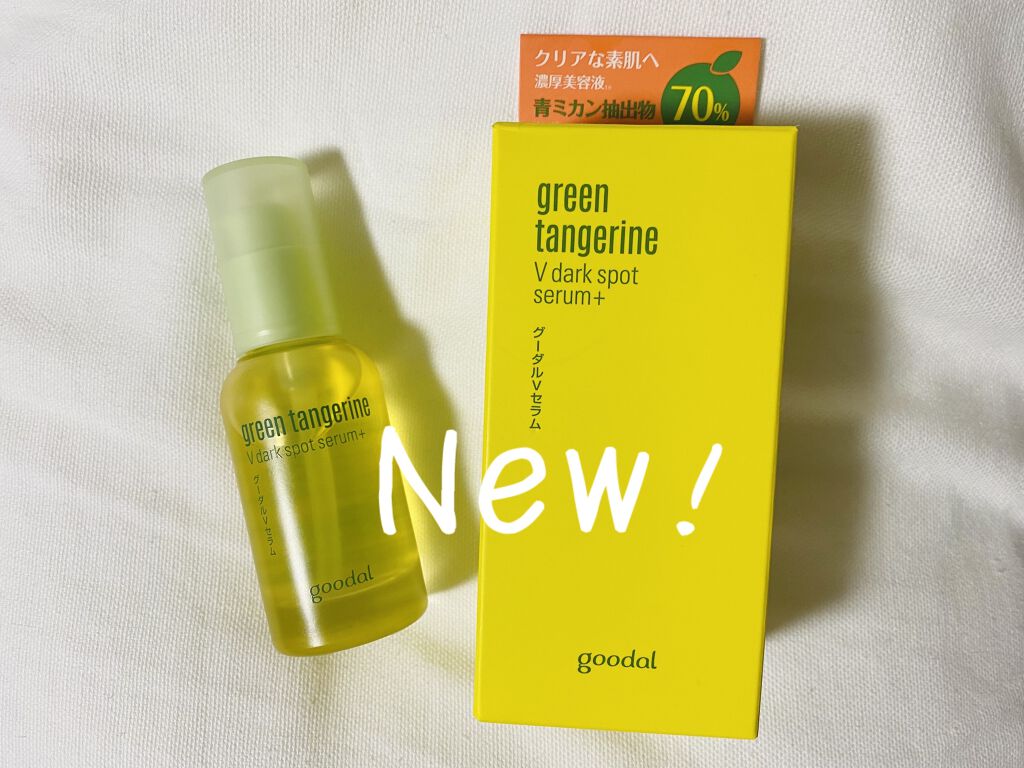 クリアな素肌へ
濃厚美容液
青ミカン抽出物
70%
green
tangerine
V dark spot
serum+
グーダルVセラム
goodal
green tangerine
V dark spot serum+
グーダルVセラム
goodal
New!